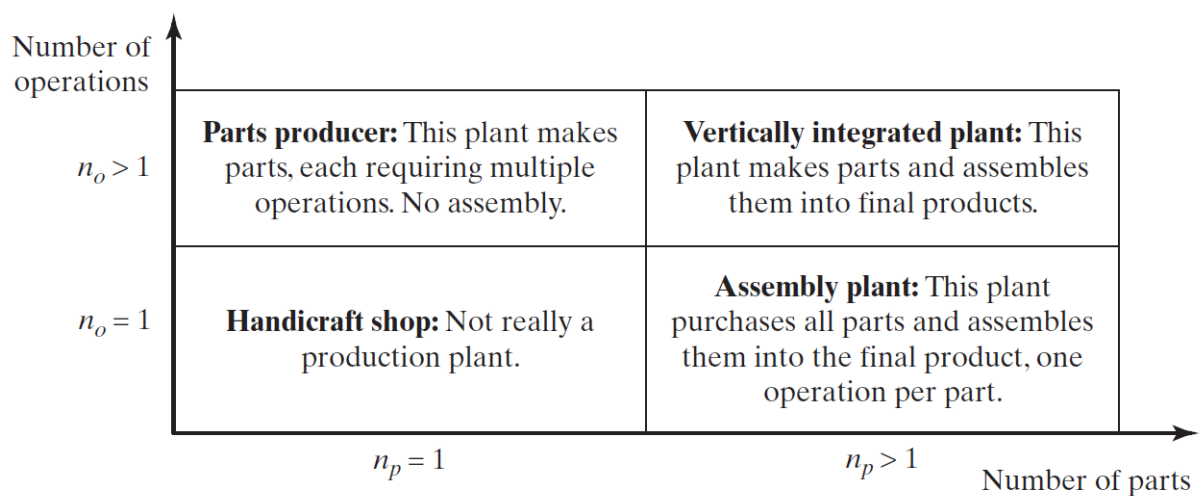 Number of
operations
Parts producer: This plant makes
parts, each requiring multiple
operations. No assembly.
Vertically integrated plant: This
plant makes parts and assembles
them into final products.
nₒ > 1
Handicraft shop: Not really a
production plant.
Assembly plant: This plant
purchases all parts and assembles
them into the final product, one
operation per part.
nₒ = 1
nₚ = 1
nₚ > 1
Number of parts